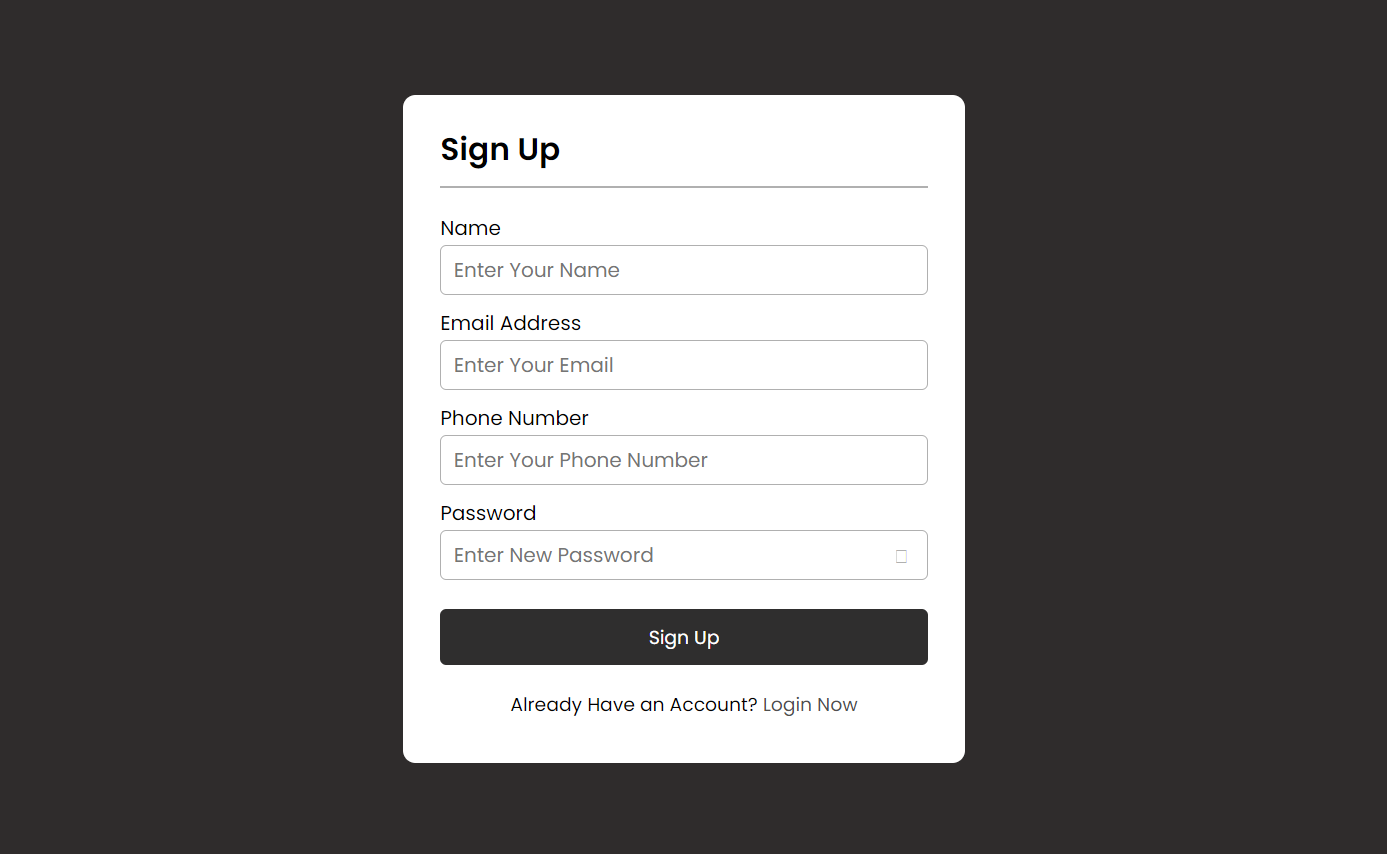 Sign Up
Name
Enter Your Name
Email Address
Enter Your Email
Phone Number
Enter Your Phone Number
Password
Enter New Password
Sign Up
Already Have an Account? Login Now